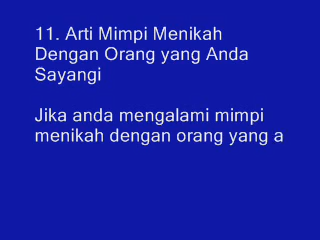 11. Arti Mimpi Menikah
Dengan Orang yang Anda
Sayangi
Jika anda mengalami mimpi
menikah dengan orang yang a